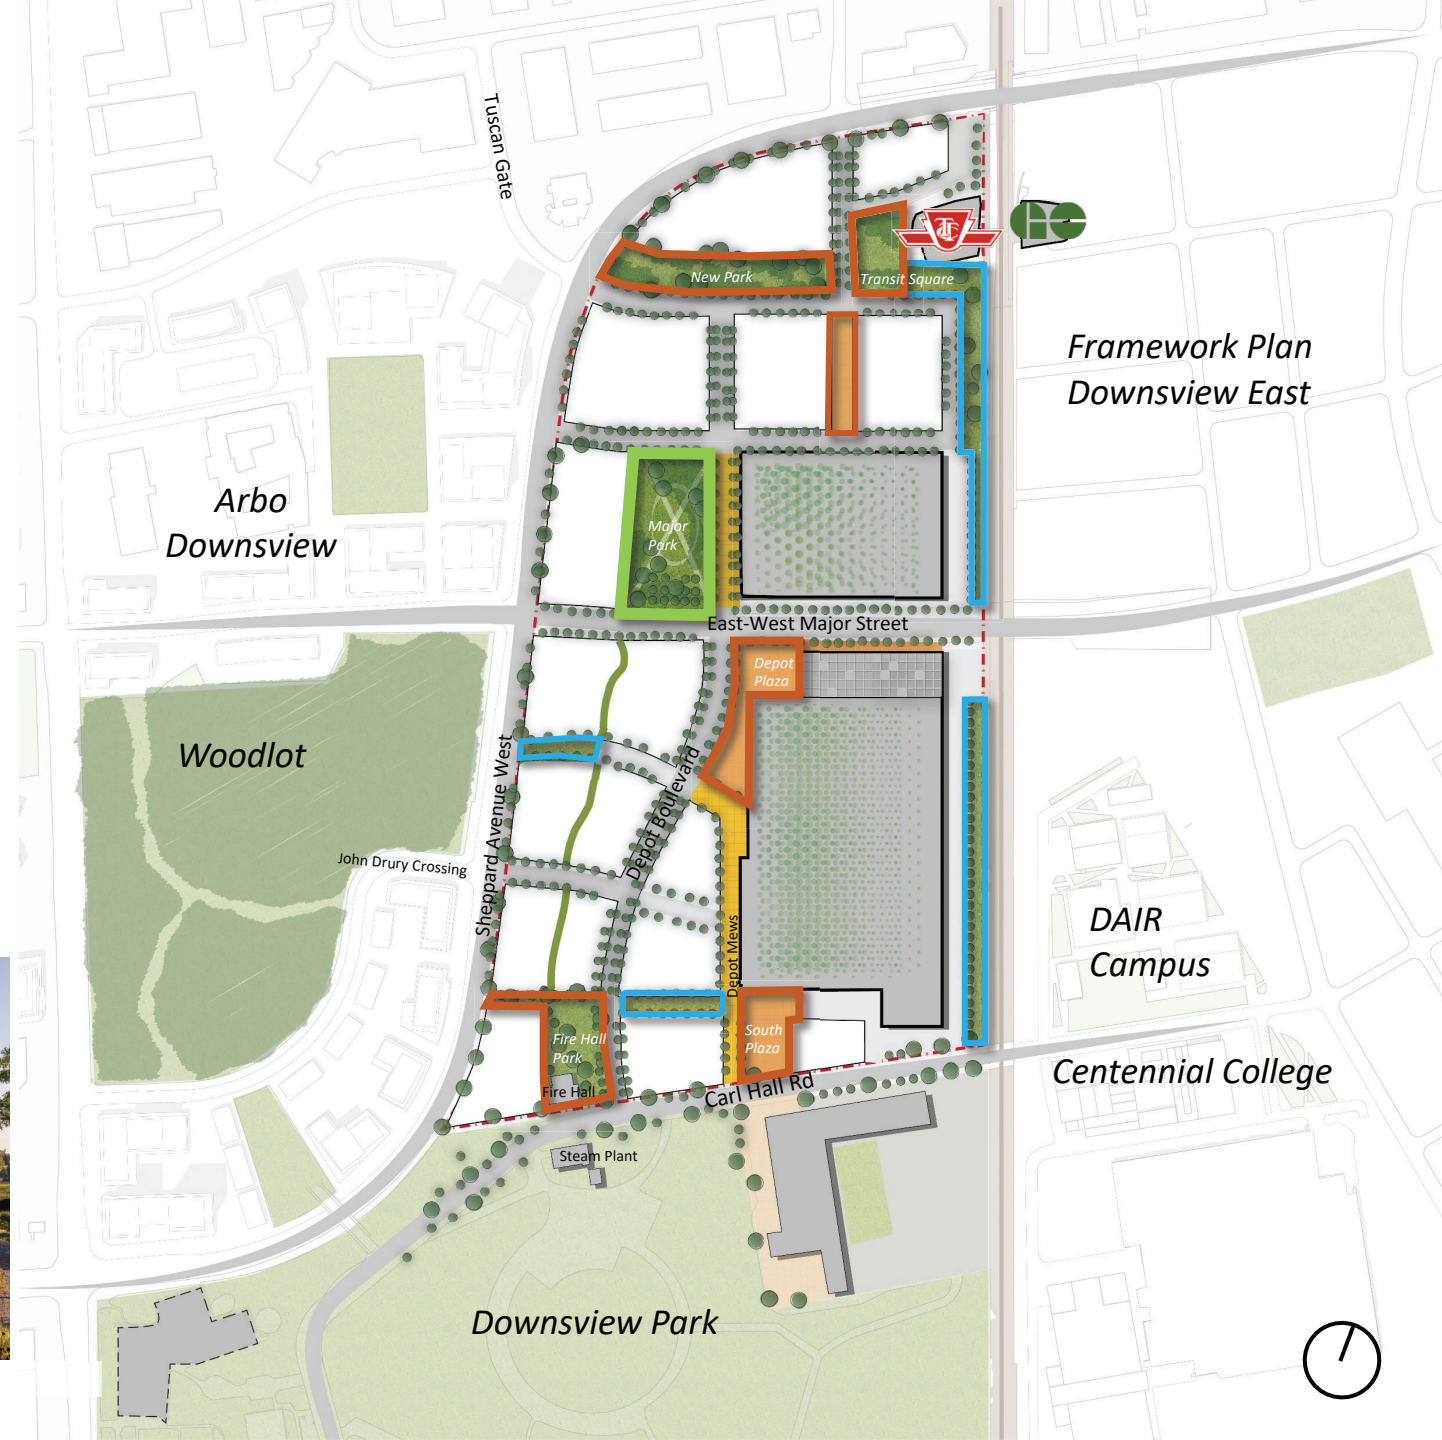 Tuscan Gate
TTC
GO
New Park
Transit Square
Framework Plan
Downsview East
Arbo
Downsview
Major
Park
East-West Major Street
Depot
Plaza
Woodlot
Sheppard Avenue West
Depot Boulevard
John Drury Crossing
Depot Mews
DAIR
Campus
Fire Hall
Park
South
Plaza
Fire Hall
Carl Hall Rd
Centennial College
Steam Plant
Downsview Park